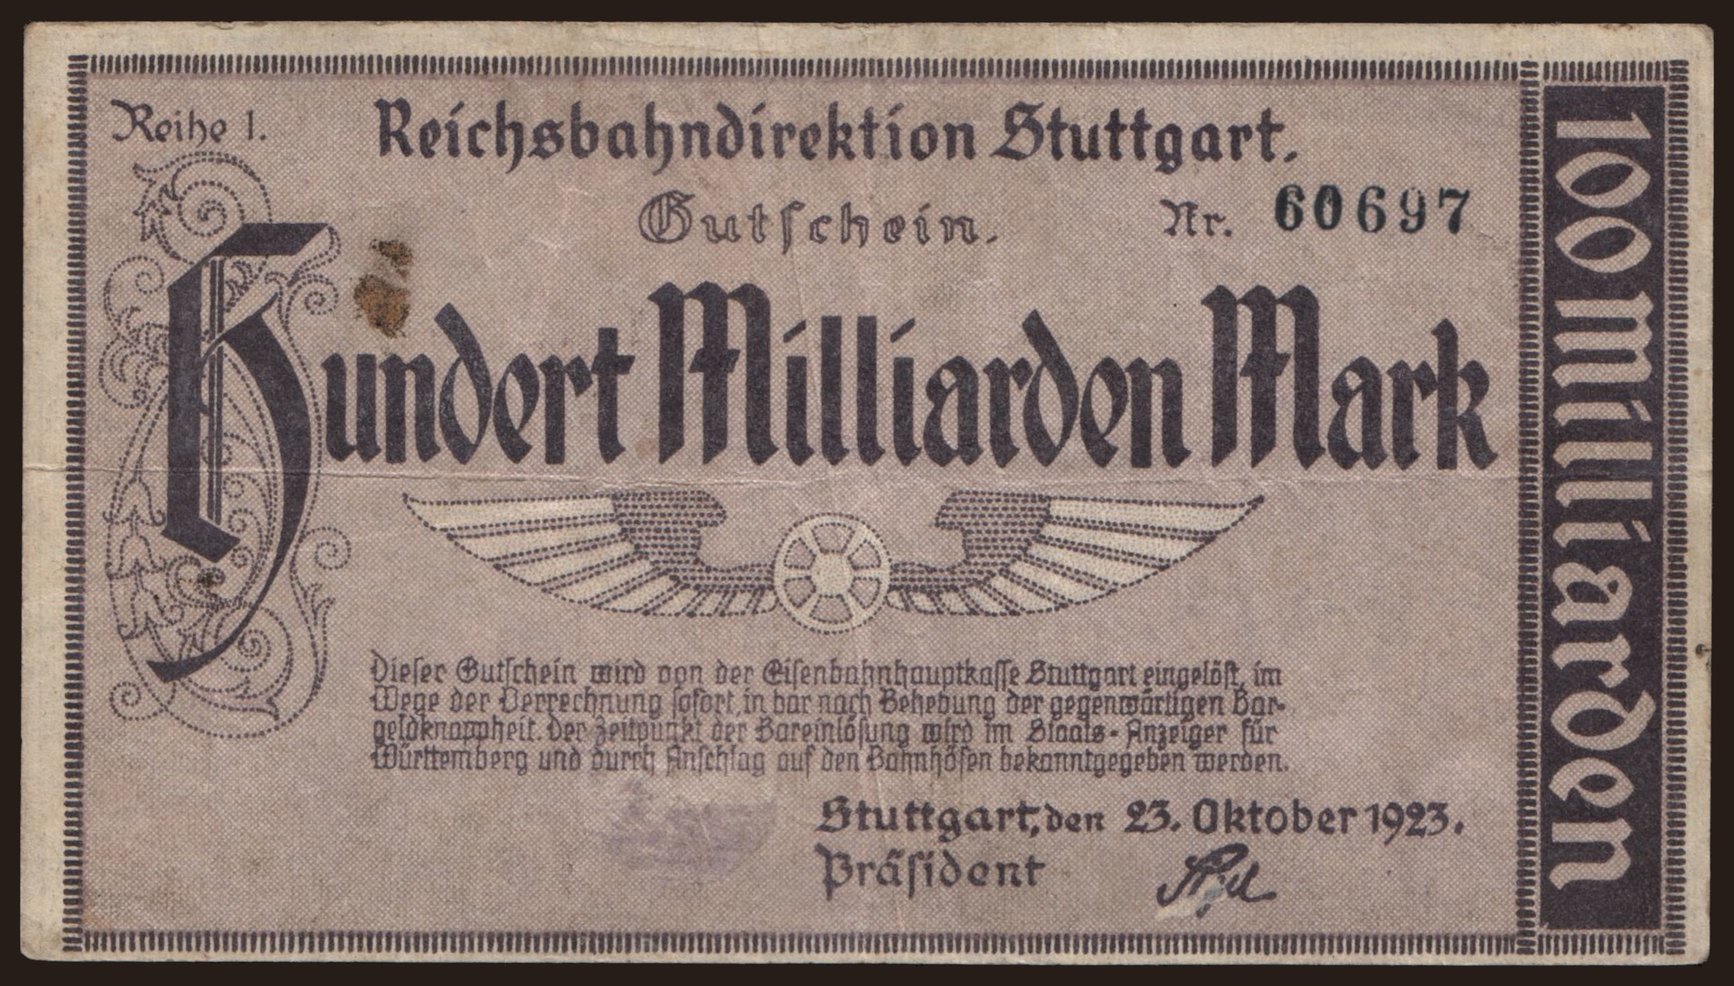 Reihe 1.
Reichsbahndirektion Stuttgart.
Gutschein.
Nr. 60697
Hundert Milliarden Mark
Dieser Gutschein wird von der Eisenbahnhauptkasse Stuttgart eingelöst, im
Wege der Verrechnung sofort, in bar nach Behebung der gegenwärtigen Bar-
geldknappheit. Der Zeitpunkt der Bareinlösung wird im Staats-Anzeiger für
Württemberg und durch Anschlag auf den Bahnhöfen bekanntgegeben werden.
Stuttgart, den 23. Oktober 1923.
Präsident
100 Milliarden